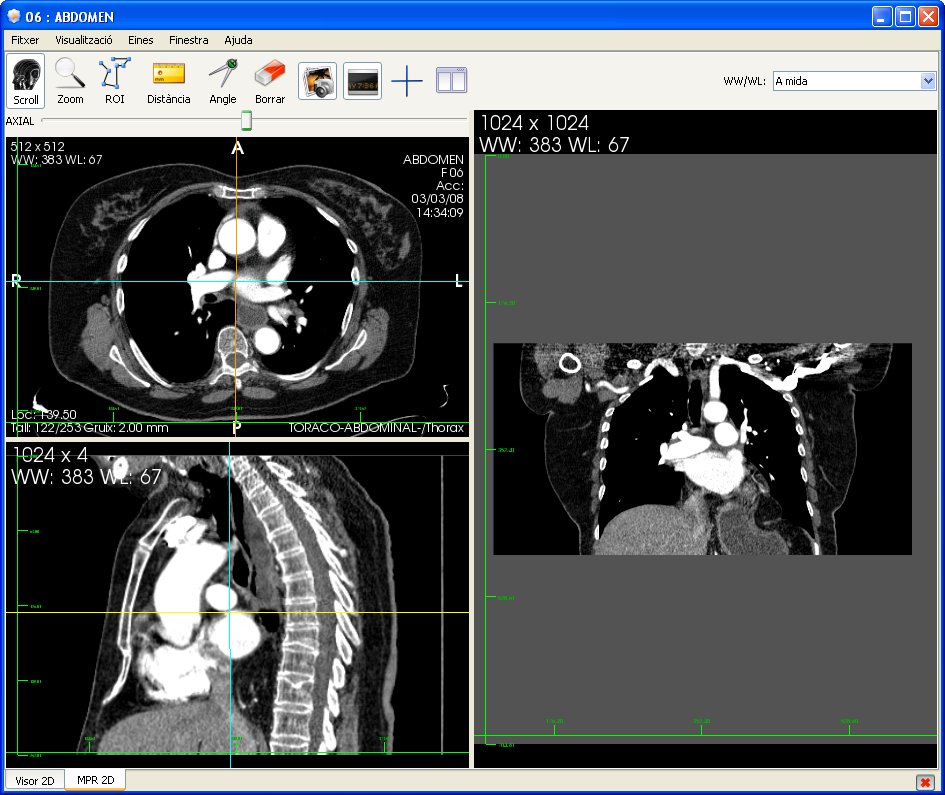 06 : ABDOMEN
Fitxer Visualització Eines Finestra Ajuda
Scroll Zoom ROI Distància Angle Borrar
WW/WL: A mida
AXIAL
512 x 512
WW: 383 WL: 67
A
ABDOMEN
F 06
Acc:
03/03/08
14:34:09
R
L
Loc: 139.50
Tall: 122/253 Gruix: 2.00 mm
P
TORACO-ABDOMINAL-/Thorax
1024 x 1024
WW: 383 WL: 67
1024 x 4
WW: 383 WL: 67
Visor 2D MPR 2D